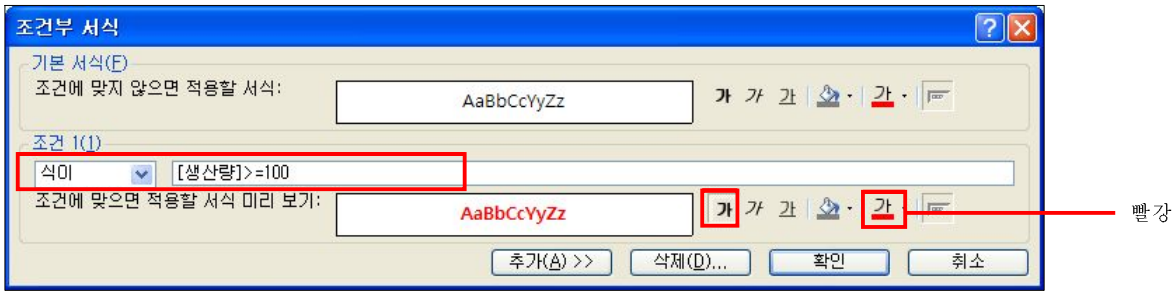 조건부 서식
기본 서식(F)
조건에 맞지 않으면 적용할 서식:
AaBbCcYyZz
가 가 가 가
조건 1(1)
식이 [생산량]>=100
조건에 맞으면 적용할 서식 미리 보기:
AaBbCcYyZz
가 가 가 가
빨강
추가(A) >> 삭제(D)... 확인 취소